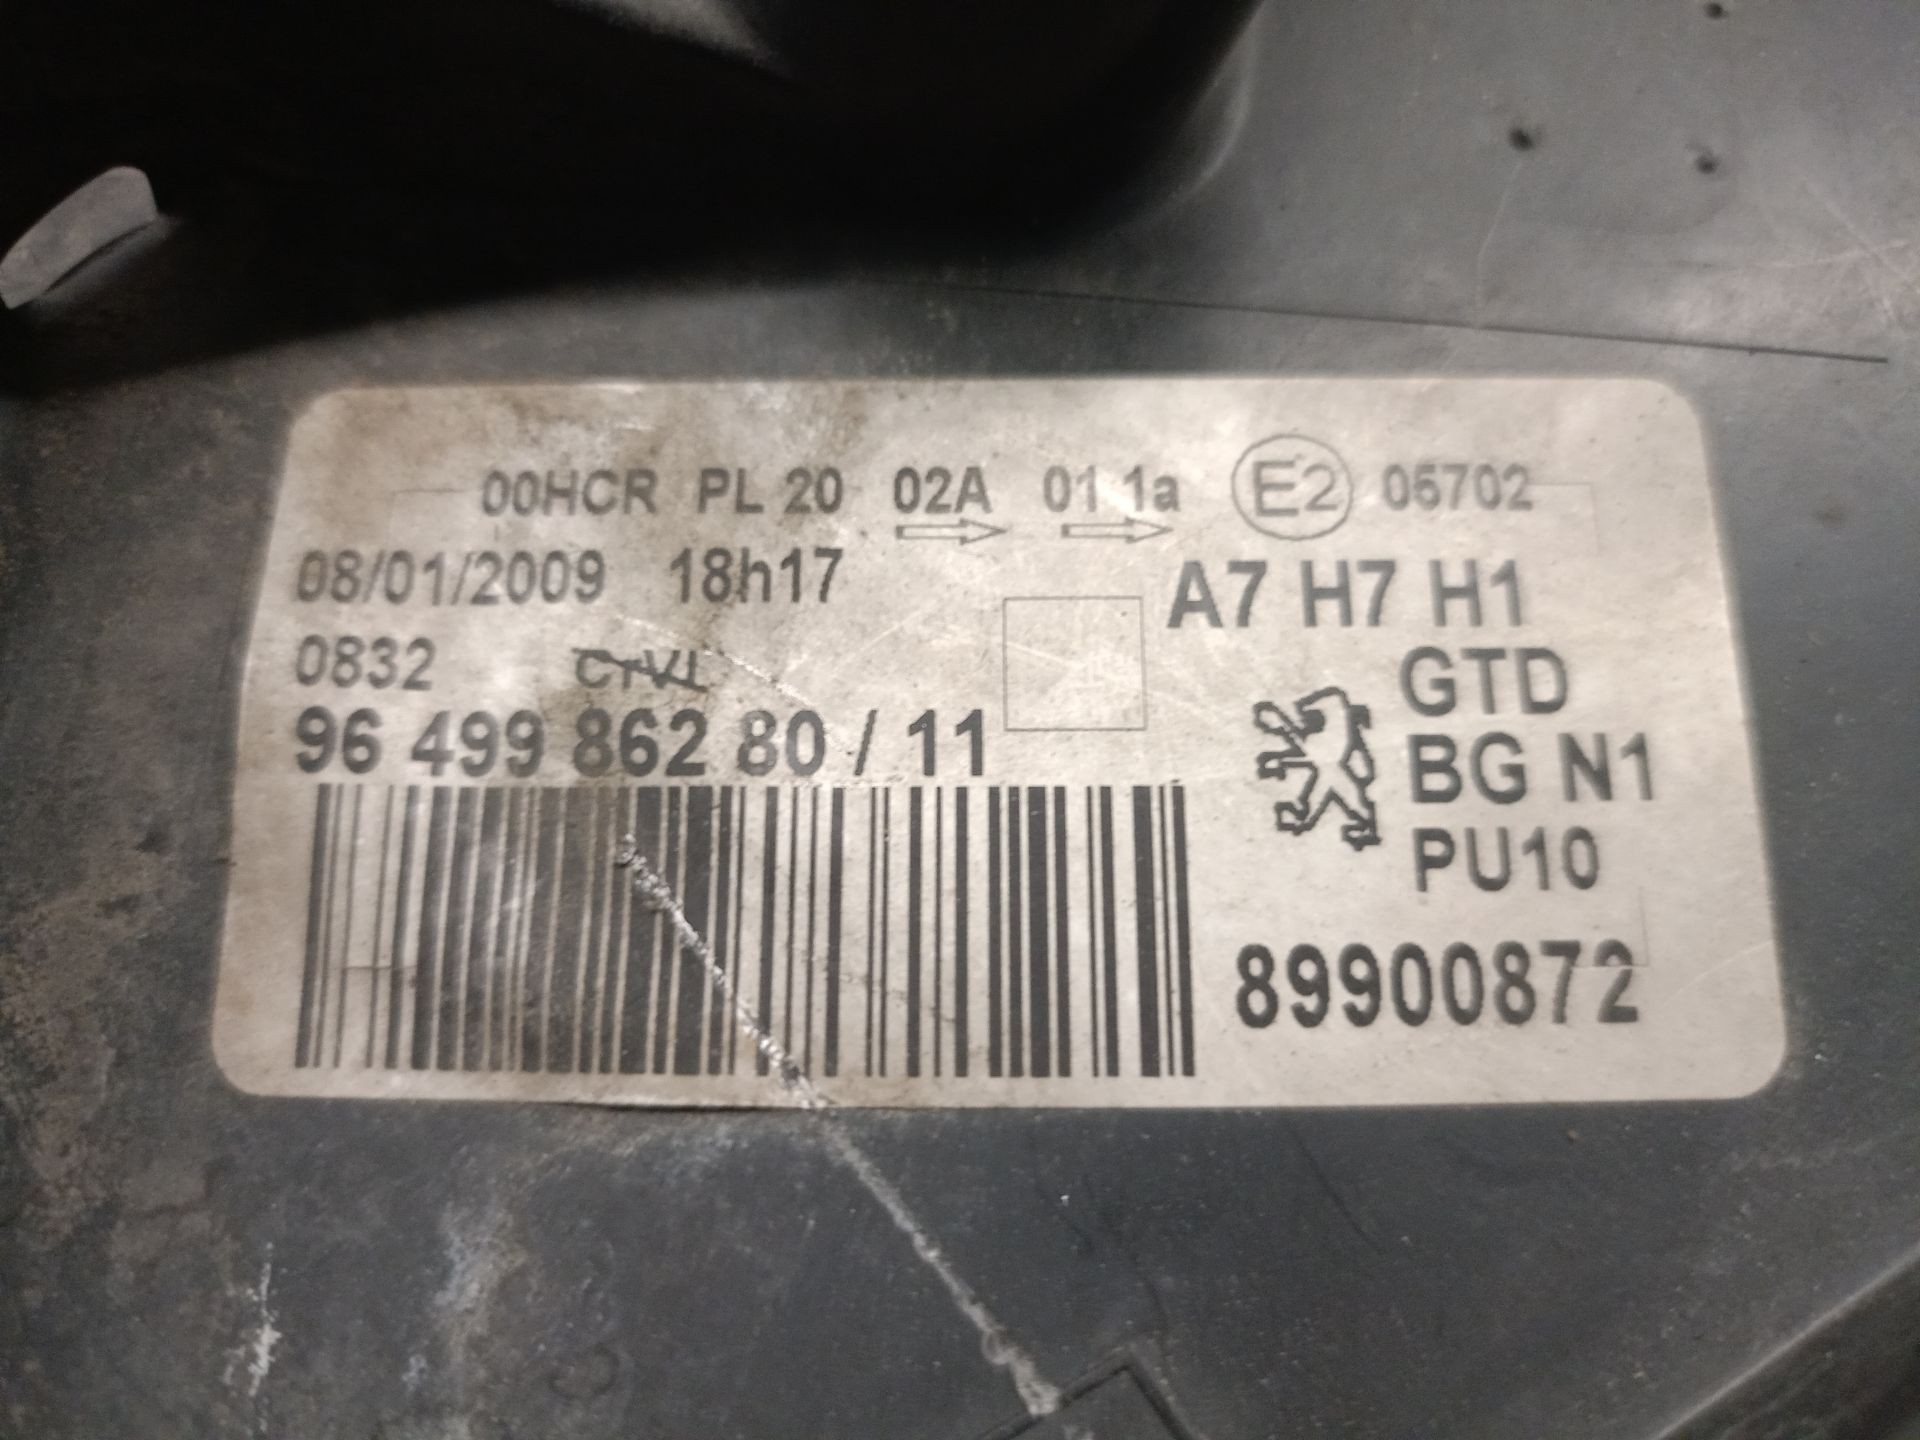 00HCR PL 20 02A 01 1a E2 05702
08/01/2009 18h17
A7 H7 H1
0832
GTD
96 499 862 80 / 11
BG N1
PU10
89900872